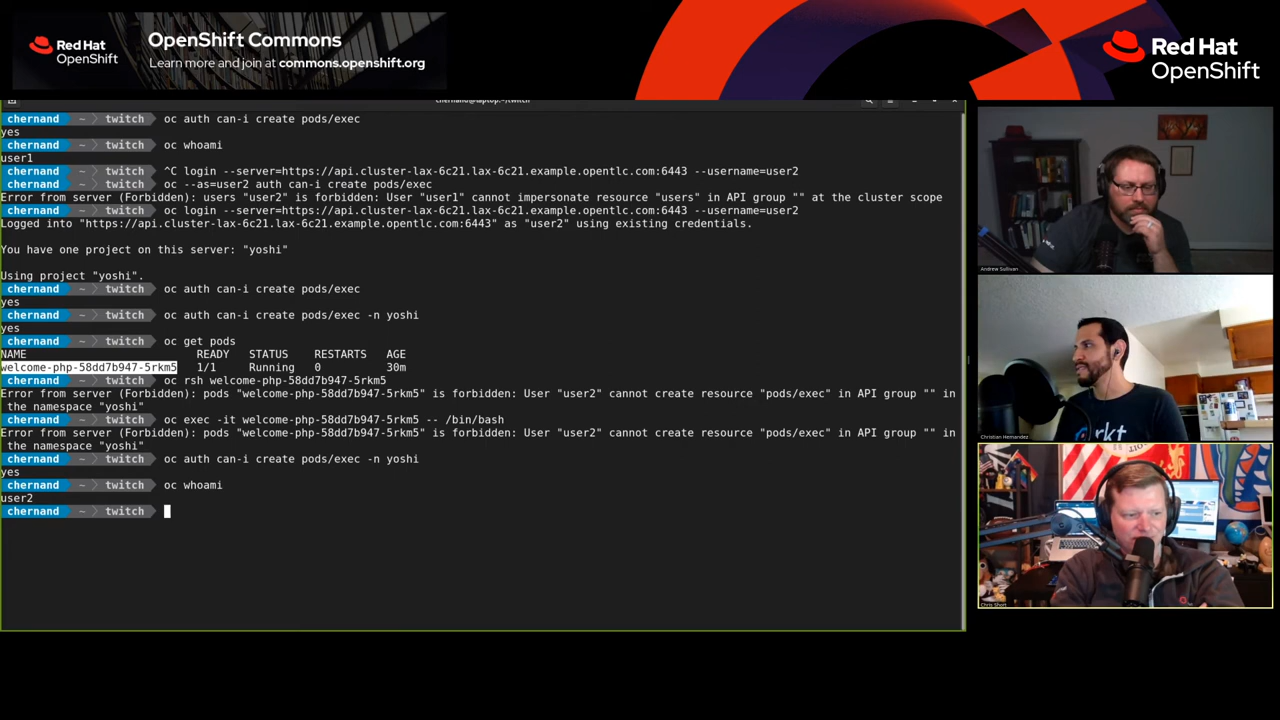 Red Hat
OpenShift
OpenShift Commons
Learn more and join at commons.openshift.org
Red Hat
OpenShift
chernand@laptop:~/twitch
chernand ~ twitch oc auth can-i create pods/exec
yes
chernand ~ twitch oc whoami
user1
chernand ~ twitch ^C login --server=https://api.cluster-lax-6c21.lax-6c21.example.opentlc.com:6443 --username=user2
chernand ~ twitch oc --as=user2 auth can-i create pods/exec
Error from server (Forbidden): users "user2" is forbidden: User "user1" cannot impersonate resource "users" in API group "" at the cluster scope
chernand ~ twitch oc login --server=https://api.cluster-lax-6c21.lax-6c21.example.opentlc.com:6443 --username=user2
Logged into "https://api.cluster-lax-6c21.lax-6c21.example.opentlc.com:6443" as "user2" using existing credentials.
You have one project on this server: "yoshi"
Using project "yoshi".
chernand ~ twitch oc auth can-i create pods/exec
yes
chernand ~ twitch oc auth can-i create pods/exec -n yoshi
yes
chernand ~ twitch oc get pods
NAME READY STATUS RESTARTS AGE
welcome-php-58dd7b947-5rkm5 1/1 Running 0 30m
chernand ~ twitch oc rsh welcome-php-58dd7b947-5rkm5
Error from server (Forbidden): pods "welcome-php-58dd7b947-5rkm5" is forbidden: User "user2" cannot create resource "pods/exec" in API group "" in
the namespace "yoshi"
chernand ~ twitch oc exec -it welcome-php-58dd7b947-5rkm5 -- /bin/bash
Error from server (Forbidden): pods "welcome-php-58dd7b947-5rkm5" is forbidden: User "user2" cannot create resource "pods/exec" in API group "" in
the namespace "yoshi"
chernand ~ twitch oc auth can-i create pods/exec -n yoshi
yes
chernand ~ twitch oc whoami
user2
chernand ~ twitch
Andrew Sullivan
Christian Hernandez
Chris Short